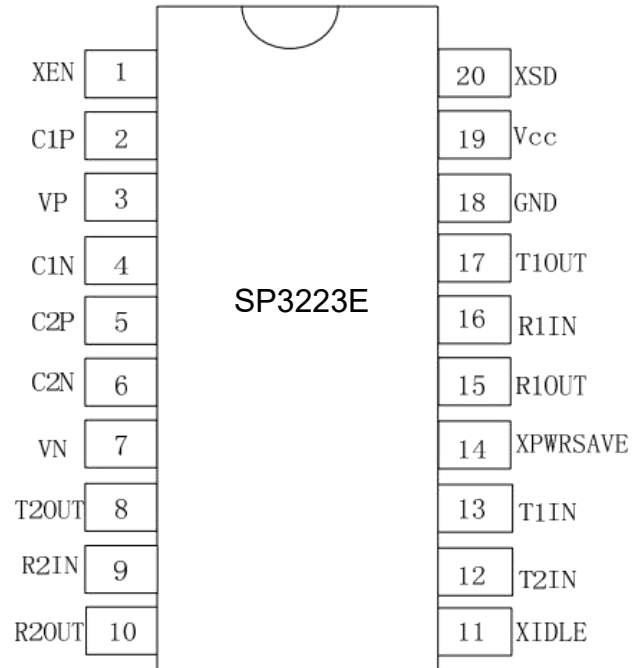 XEN 1
20 XSD
C1P 2
19 Vcc
VP 3
18 GND
C1N 4
17 T1OUT
SP3223E
C2P 5
16 R1IN
C2N 6
15 R1OUT
VN 7
14 XPWRSAVE
T2OUT 8
13 T1IN
R2IN 9
12 T2IN
R2OUT 10
11 XIDLE